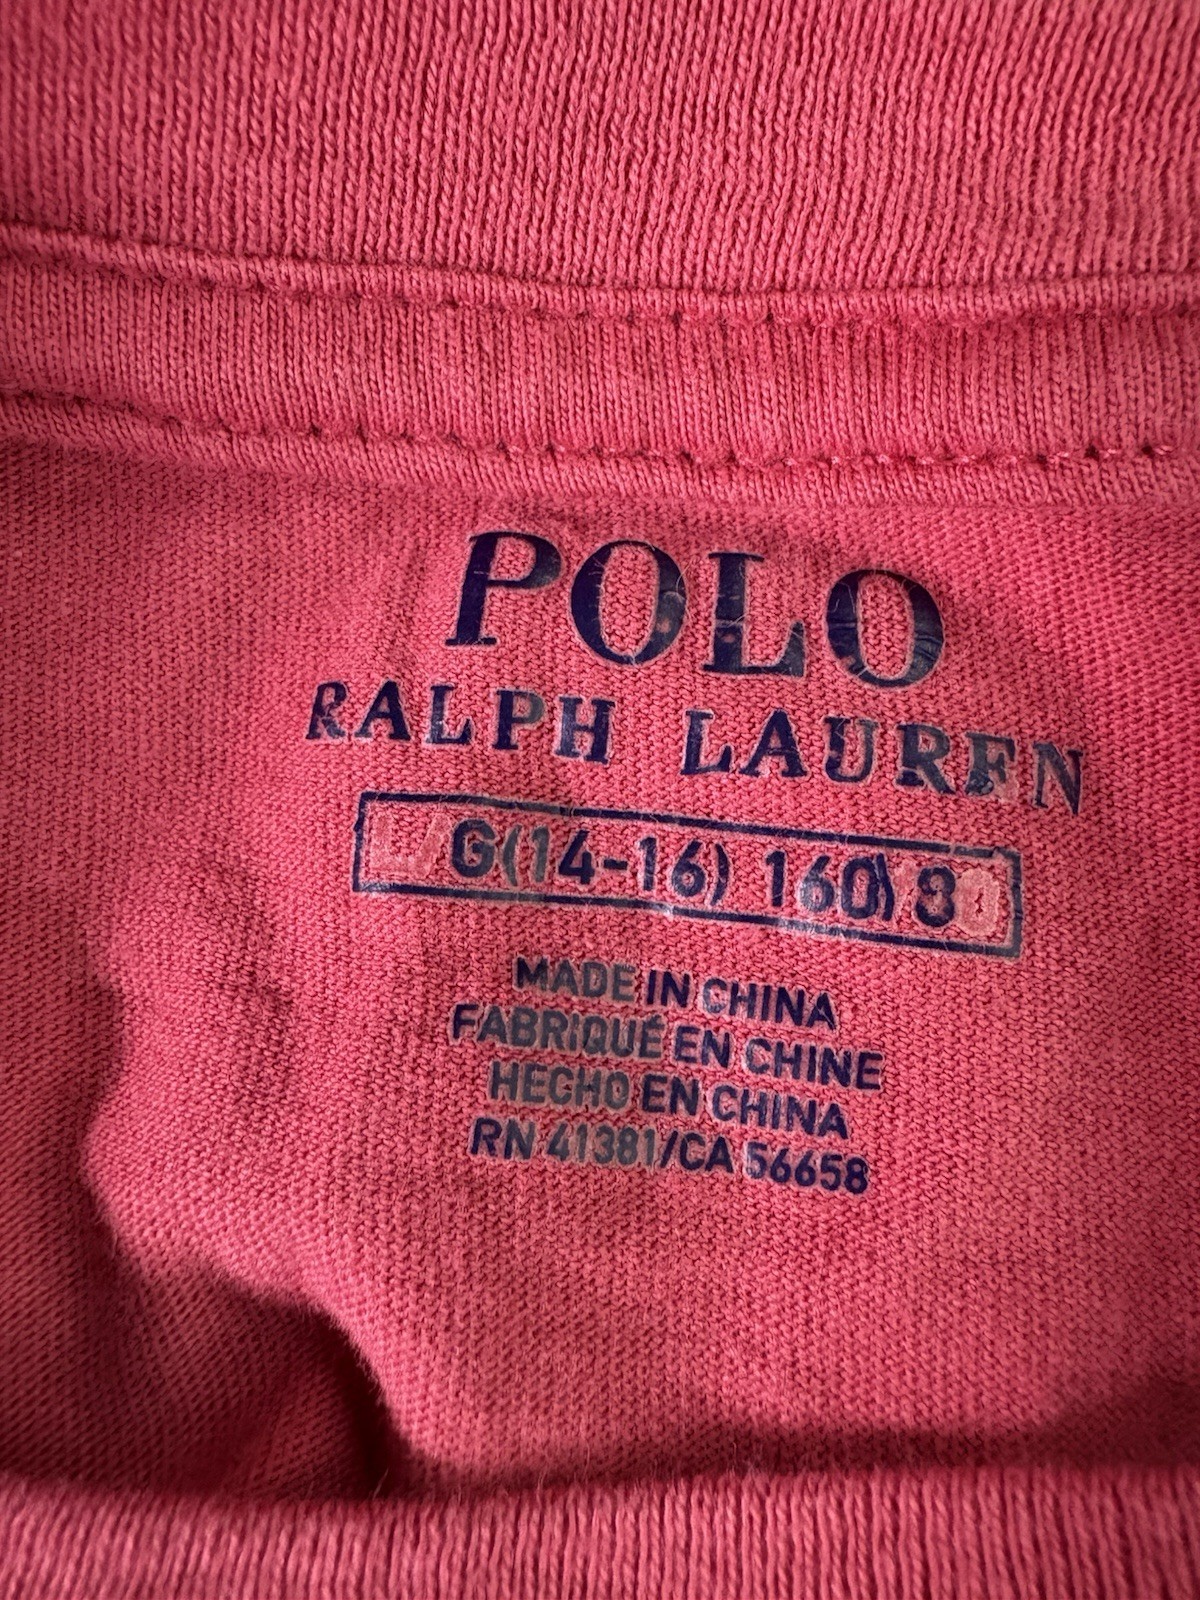 POLO
RALPH LAUREN
L/G(14-16) 160/80
MADE IN CHINA
FABRIQUÉ EN CHINE
HECHO EN CHINA
RN 41381/CA 56658